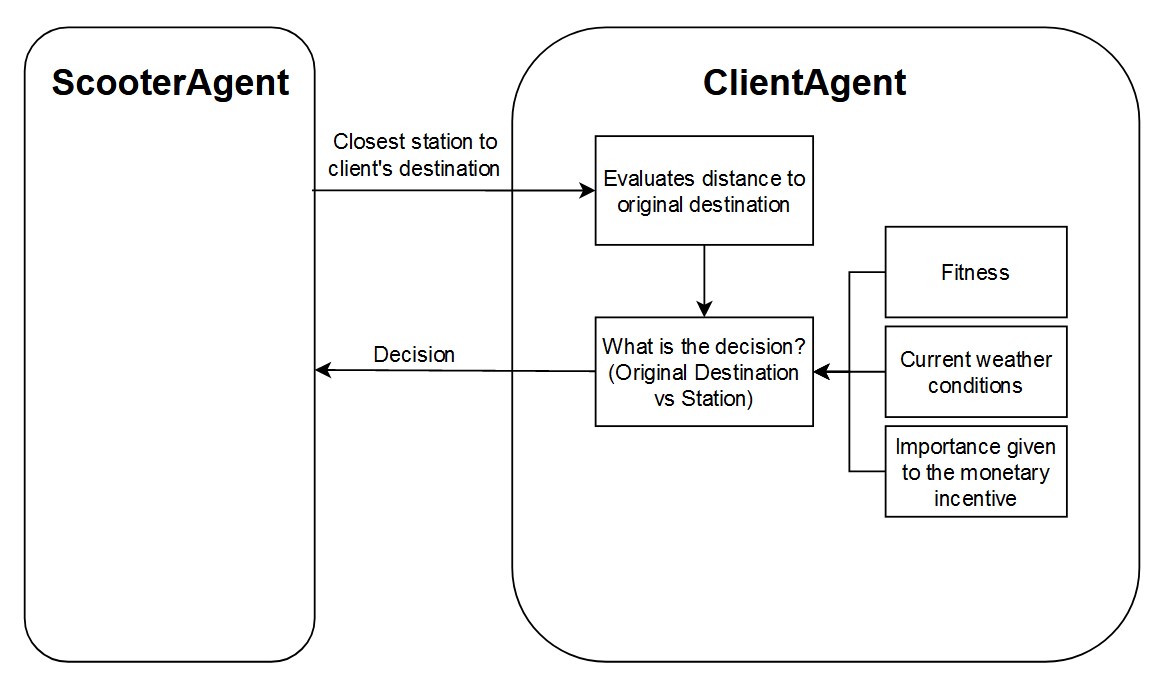 ScooterAgent
ClientAgent
Closest station to
client's destination
Evaluates distance to
original destination
Fitness
What is the decision?
(Original Destination
vs Station)
Decision
Current weather
conditions
Importance given
to the monetary
incentive